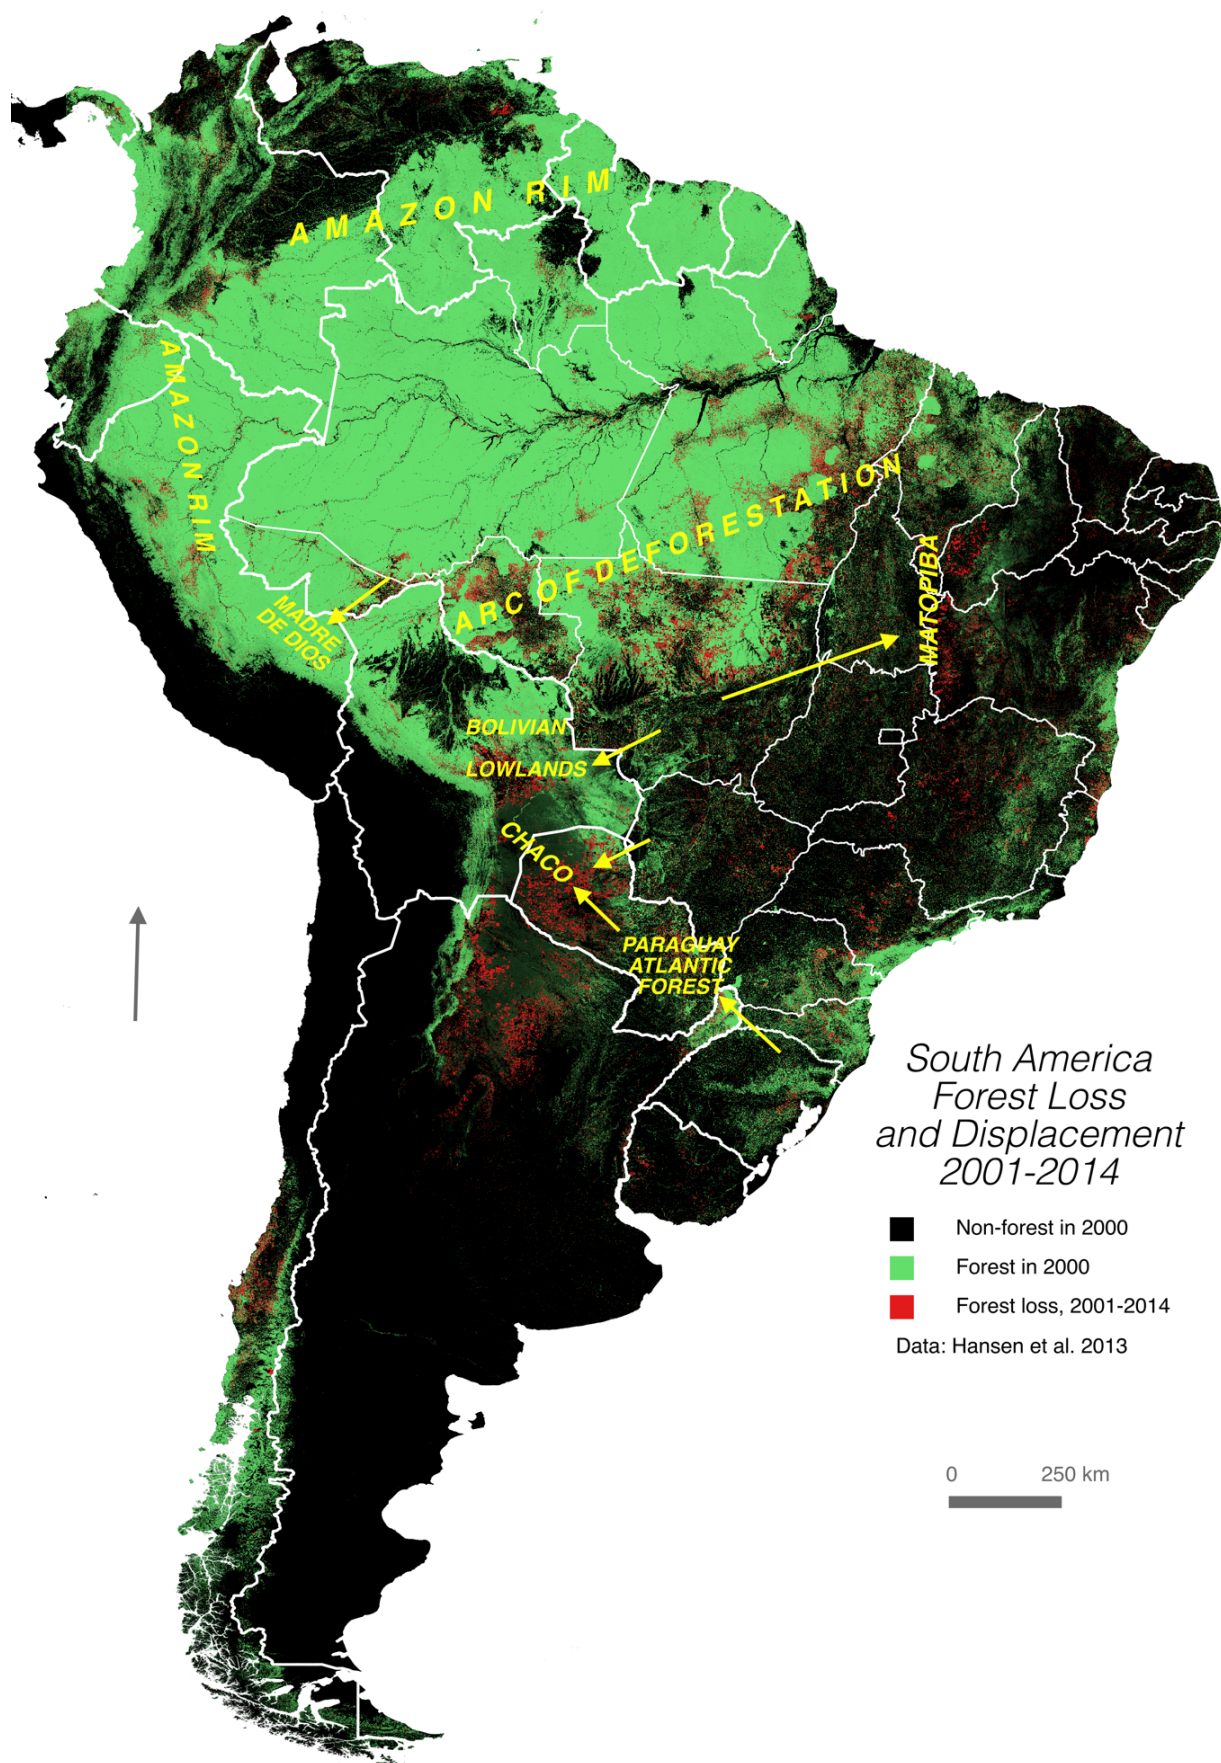 AMAZON RIM
AMAZON RIM
ARC OF DEFORESTATION
MATOPIBA
MADRE
DE DIOS
BOLIVIAN
LOWLANDS
CHACO
PARAGUAY
ATLANTIC
FOREST
South America
Forest Loss
and Displacement
2001-2014
Non-forest in 2000
Forest in 2000
Forest loss, 2001-2014
Data: Hansen et al. 2013
0 250 km